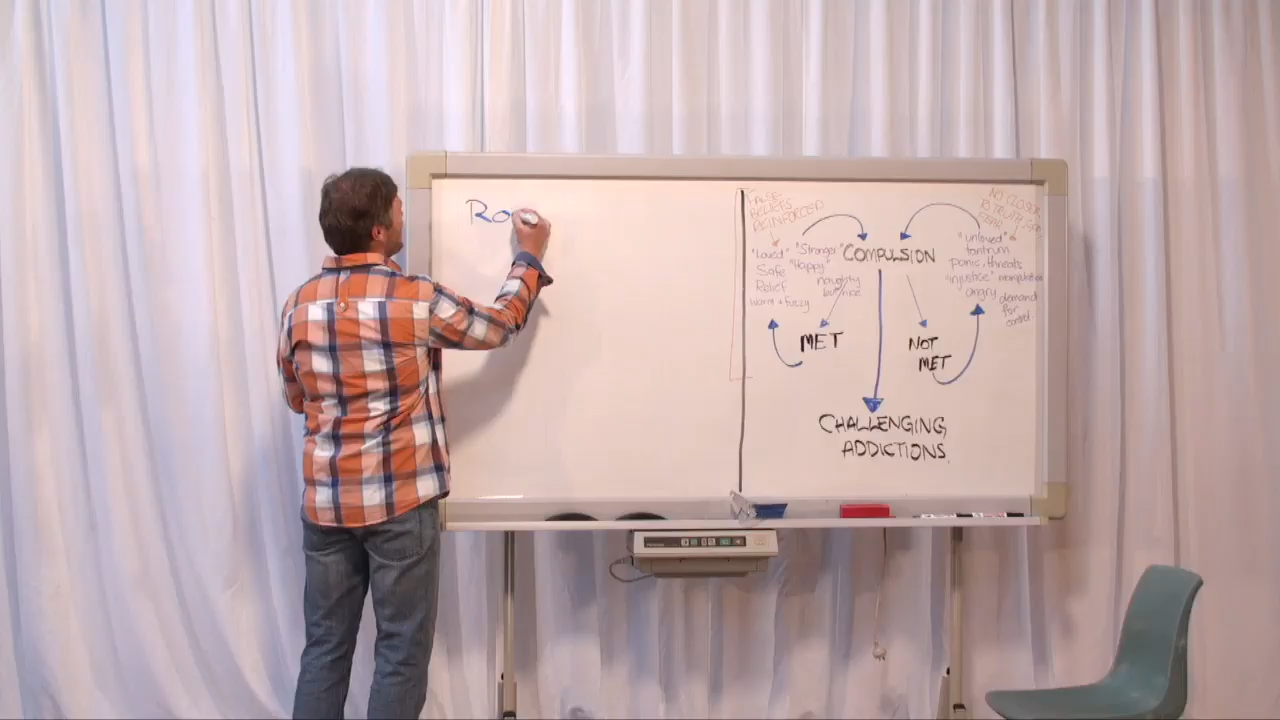 Ro
FALSE
BELIEFS
REINFORCED
NO CLOSER
TO TRUTH
FEAR
COMPULSION
"Loved"
Safe
Relief
warm + fuzzy
"Stronger"
"Happy"
naughty
but nice
"unloved"
tantrum
panic, threats
"injustice" manipulation
angry
demand
for
control
MET
NOT
MET
CHALLENGING
ADDICTIONS.